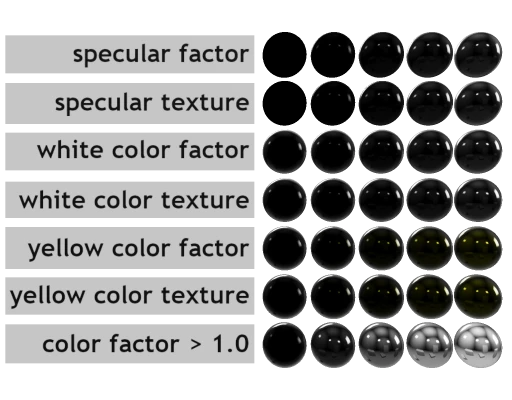 specular factor
specular texture
white color factor
white color texture
yellow color factor
yellow color texture
color factor > 1.0